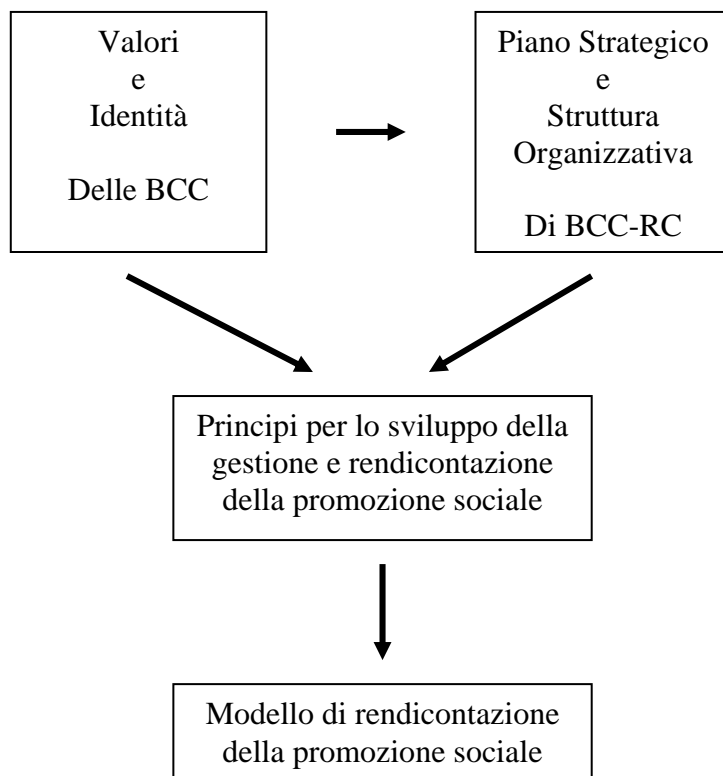 Valori
e
Identità
Delle BCC
Piano Strategico
e
Struttura
Organizzativa
Di BCC-RC
Principi per lo sviluppo della
gestione e rendicontazione
della promozione sociale
Modello di rendicontazione
della promozione sociale